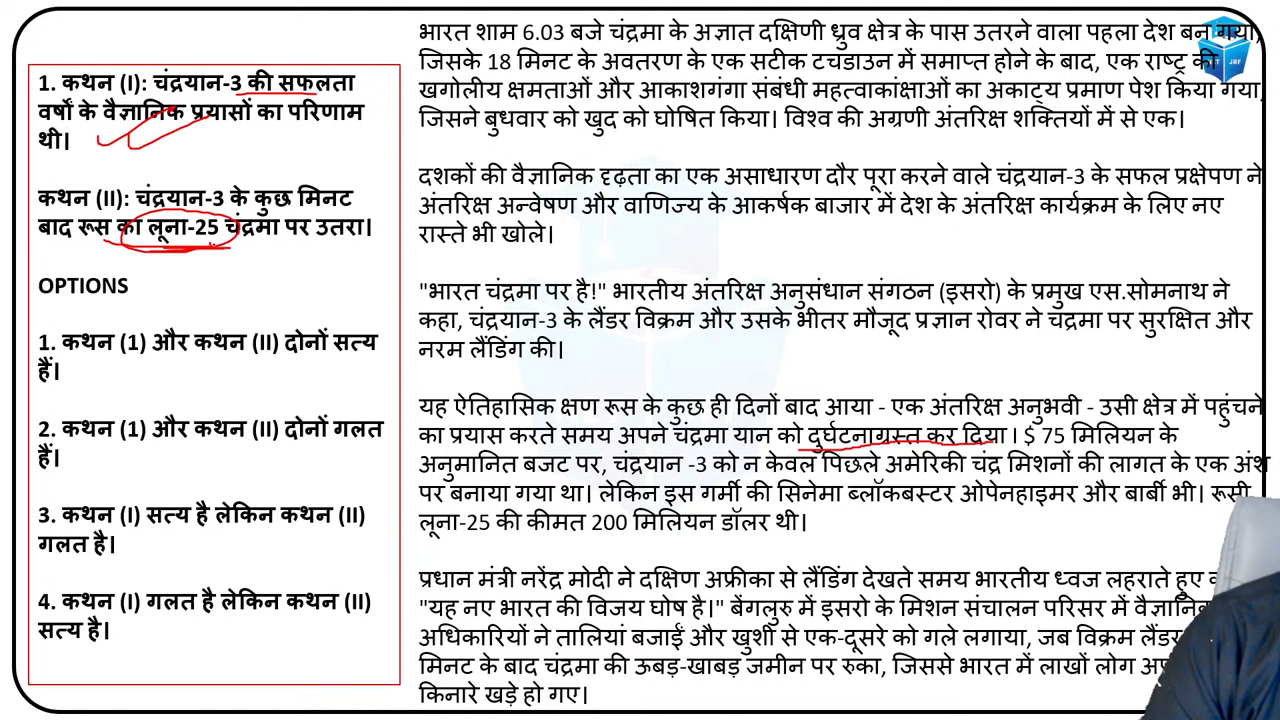 1. कथन (I): चंद्रयान-3 की सफलता
वर्षों के वैज्ञानिक प्रयासों का परिणाम
थी।
कथन (II): चंद्रयान-3 के कुछ मिनट
बाद रूस का लूना-25 चंद्रमा पर उतरा।
OPTIONS
1. कथन (1) और कथन (II) दोनों सत्य
हैं।
2. कथन (1) और कथन (II) दोनों गलत
हैं।
3. कथन (I) सत्य है लेकिन कथन (II)
गलत है।
4. कथन (I) गलत है लेकिन कथन (II)
सत्य है।
भारत शाम 6.03 बजे चंद्रमा के अज्ञात दक्षिणी ध्रुव क्षेत्र के पास उतरने वाला पहला देश बन गया,
जिसके 18 मिनट के अवतरण के एक सटीक टचडाउन में समाप्त होने के बाद, एक राष्ट्र की
खगोलीय क्षमताओं और आकाशगंगा संबंधी महत्वाकांक्षाओं का अकाट्य प्रमाण पेश किया गया,
जिसने बुधवार को खुद को घोषित किया। विश्व की अग्रणी अंतरिक्ष शक्तियों में से एक।
दशकों की वैज्ञानिक दृढ़ता का एक असाधारण दौर पूरा करने वाले चंद्रयान-3 के सफल प्रक्षेपण ने
अंतरिक्ष अन्वेषण और वाणिज्य के आकर्षक बाजार में देश के अंतरिक्ष कार्यक्रम के लिए नए
रास्ते भी खोले।
"भारत चंद्रमा पर है!" भारतीय अंतरिक्ष अनुसंधान संगठन (इसरो) के प्रमुख एस.सोमनाथ ने
कहा, चंद्रयान-3 के लैंडर विक्रम और उसके भीतर मौजूद प्रज्ञान रोवर ने चंद्रमा पर सुरक्षित और
नरम लैंडिंग की।
यह ऐतिहासिक क्षण रूस के कुछ ही दिनों बाद आया - एक अंतरिक्ष अनुभवी - उसी क्षेत्र में पहुंचने
का प्रयास करते समय अपने चंद्रमा यान को दुर्घटनाग्रस्त कर दिया। $ 75 मिलियन के
अनुमानित बजट पर, चंद्रयान -3 को न केवल पिछले अमेरिकी चंद्र मिशनों की लागत के एक अंश
पर बनाया गया था। लेकिन इस गर्मी की सिनेमा ब्लॉकबस्टर ओपेनहाइमर और बार्बी भी। रूसी
लूना-25 की कीमत 200 मिलियन डॉलर थी।
प्रधान मंत्री नरेंद्र मोदी ने दक्षिण अफ्रीका से लैंडिंग देखते समय भारतीय ध्वज लहराते हुए
"यह नए भारत की विजय घोष है।" बेंगलुरु में इसरो के मिशन संचालन परिसर में
अधिकारियों ने तालियां बजाईं और खुशी से एक-दूसरे को गले लगाया, जब विक्रम
मिनट के बाद चंद्रमा की ऊबड़-खाबड़ जमीन पर रुका, जिससे भारत में लाखों लोग
किनारे खड़े हो गए।
JRF